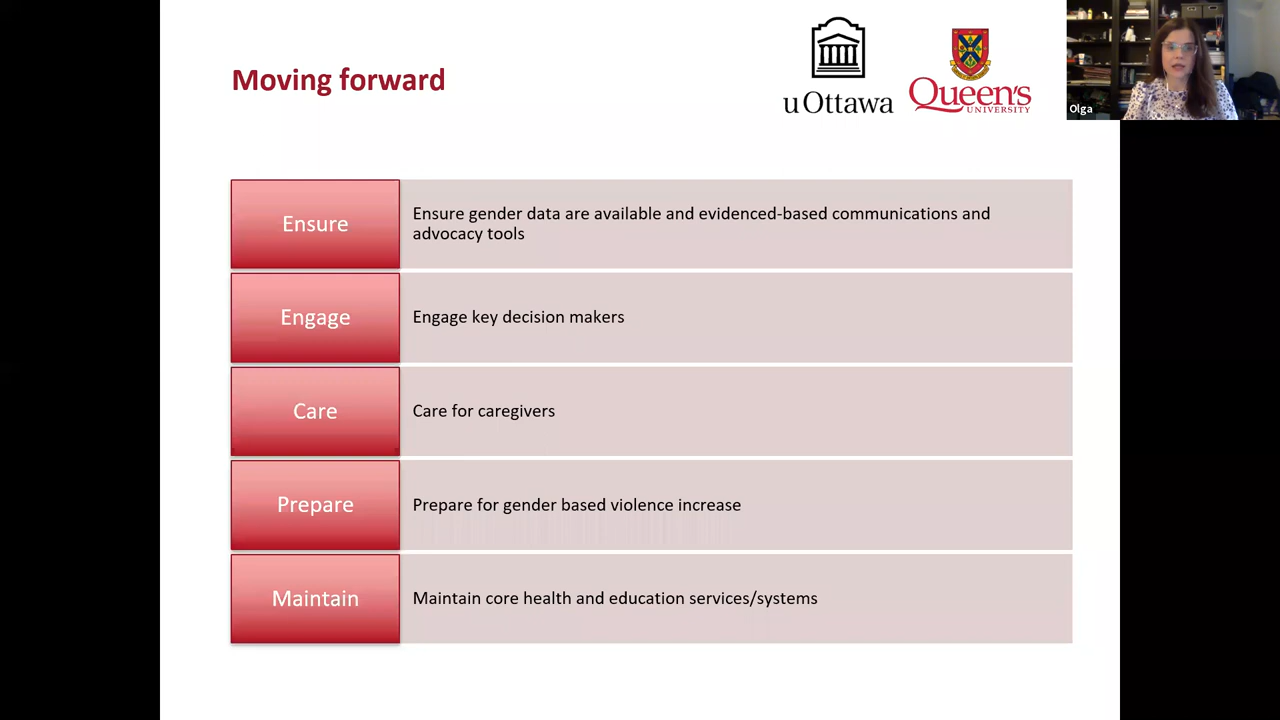 Moving forward
uOttawa
Queen's
UNIVERSITY
Olga
Ensure
Ensure gender data are available and evidenced-based communications and
advocacy tools
Engage
Engage key decision makers
Care
Care for caregivers
Prepare
Prepare for gender based violence increase
Maintain
Maintain core health and education services/systems